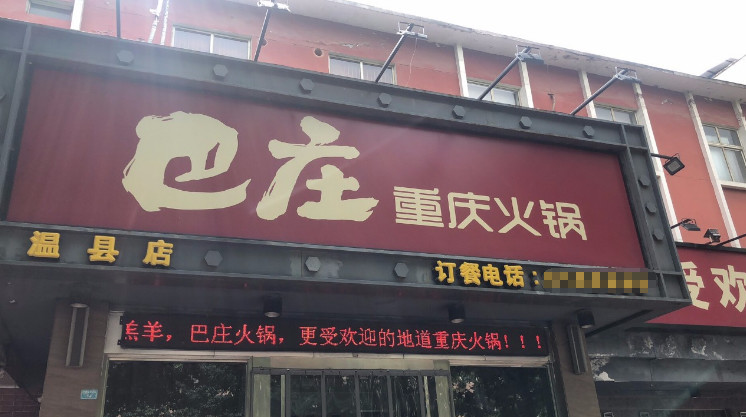 巴庄 重庆火锅
温县店
订餐电话：
羔羊，巴庄火锅，更受欢迎的地道重庆火锅！！！
受欢